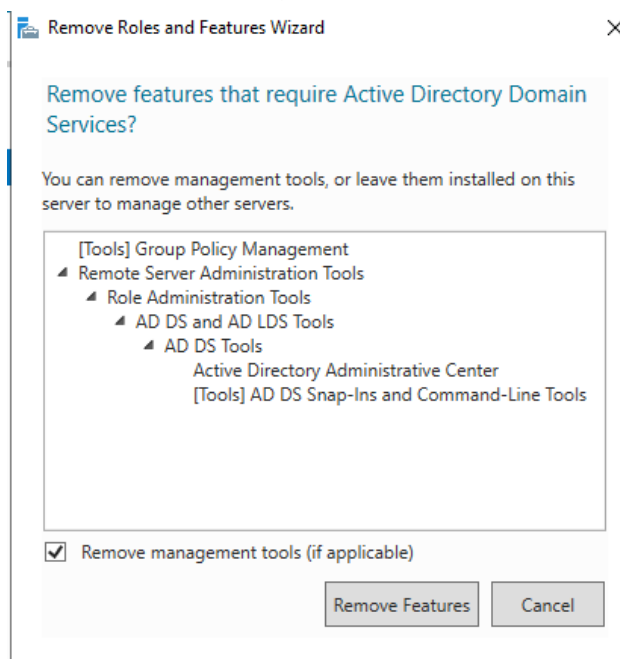 Remove Roles and Features Wizard
Remove features that require Active Directory Domain
Services?
You can remove management tools, or leave them installed on this
server to manage other servers.
[Tools] Group Policy Management
Remote Server Administration Tools
Role Administration Tools
AD DS and AD LDS Tools
AD DS Tools
Active Directory Administrative Center
[Tools] AD DS Snap-Ins and Command-Line Tools
Remove management tools (if applicable)
Remove Features
Cancel